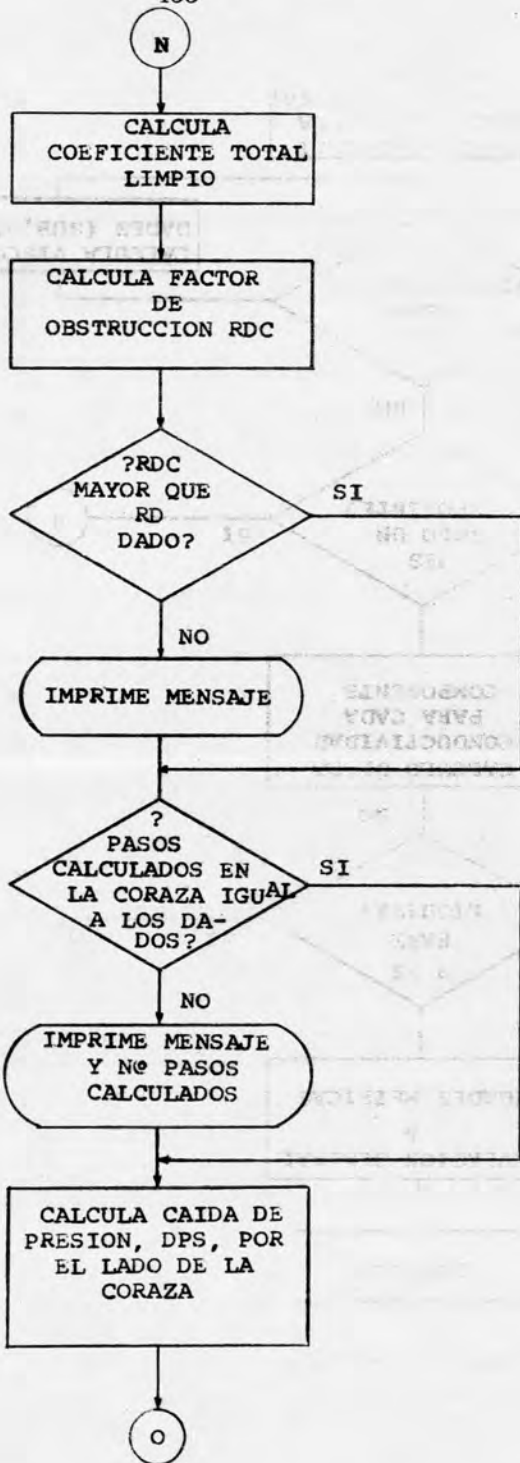 N
CALCULA
COEFICIENTE TOTAL
LIMPIO
CALCULA FACTOR
DE
OBSTRUCCION RDC
?RDC
MAYOR QUE
RD
DADO?
SI
NO
IMPRIME MENSAJE
?
PASOS
CALCULADOS EN
LA CORAZA IGUAL
A LOS DA-
DOS?
SI
NO
IMPRIME MENSAJE
Y N@ PASOS
CALCULADOS
CALCULA CAIDA DE
PRESION, DPS, POR
EL LADO DE LA
CORAZA
O